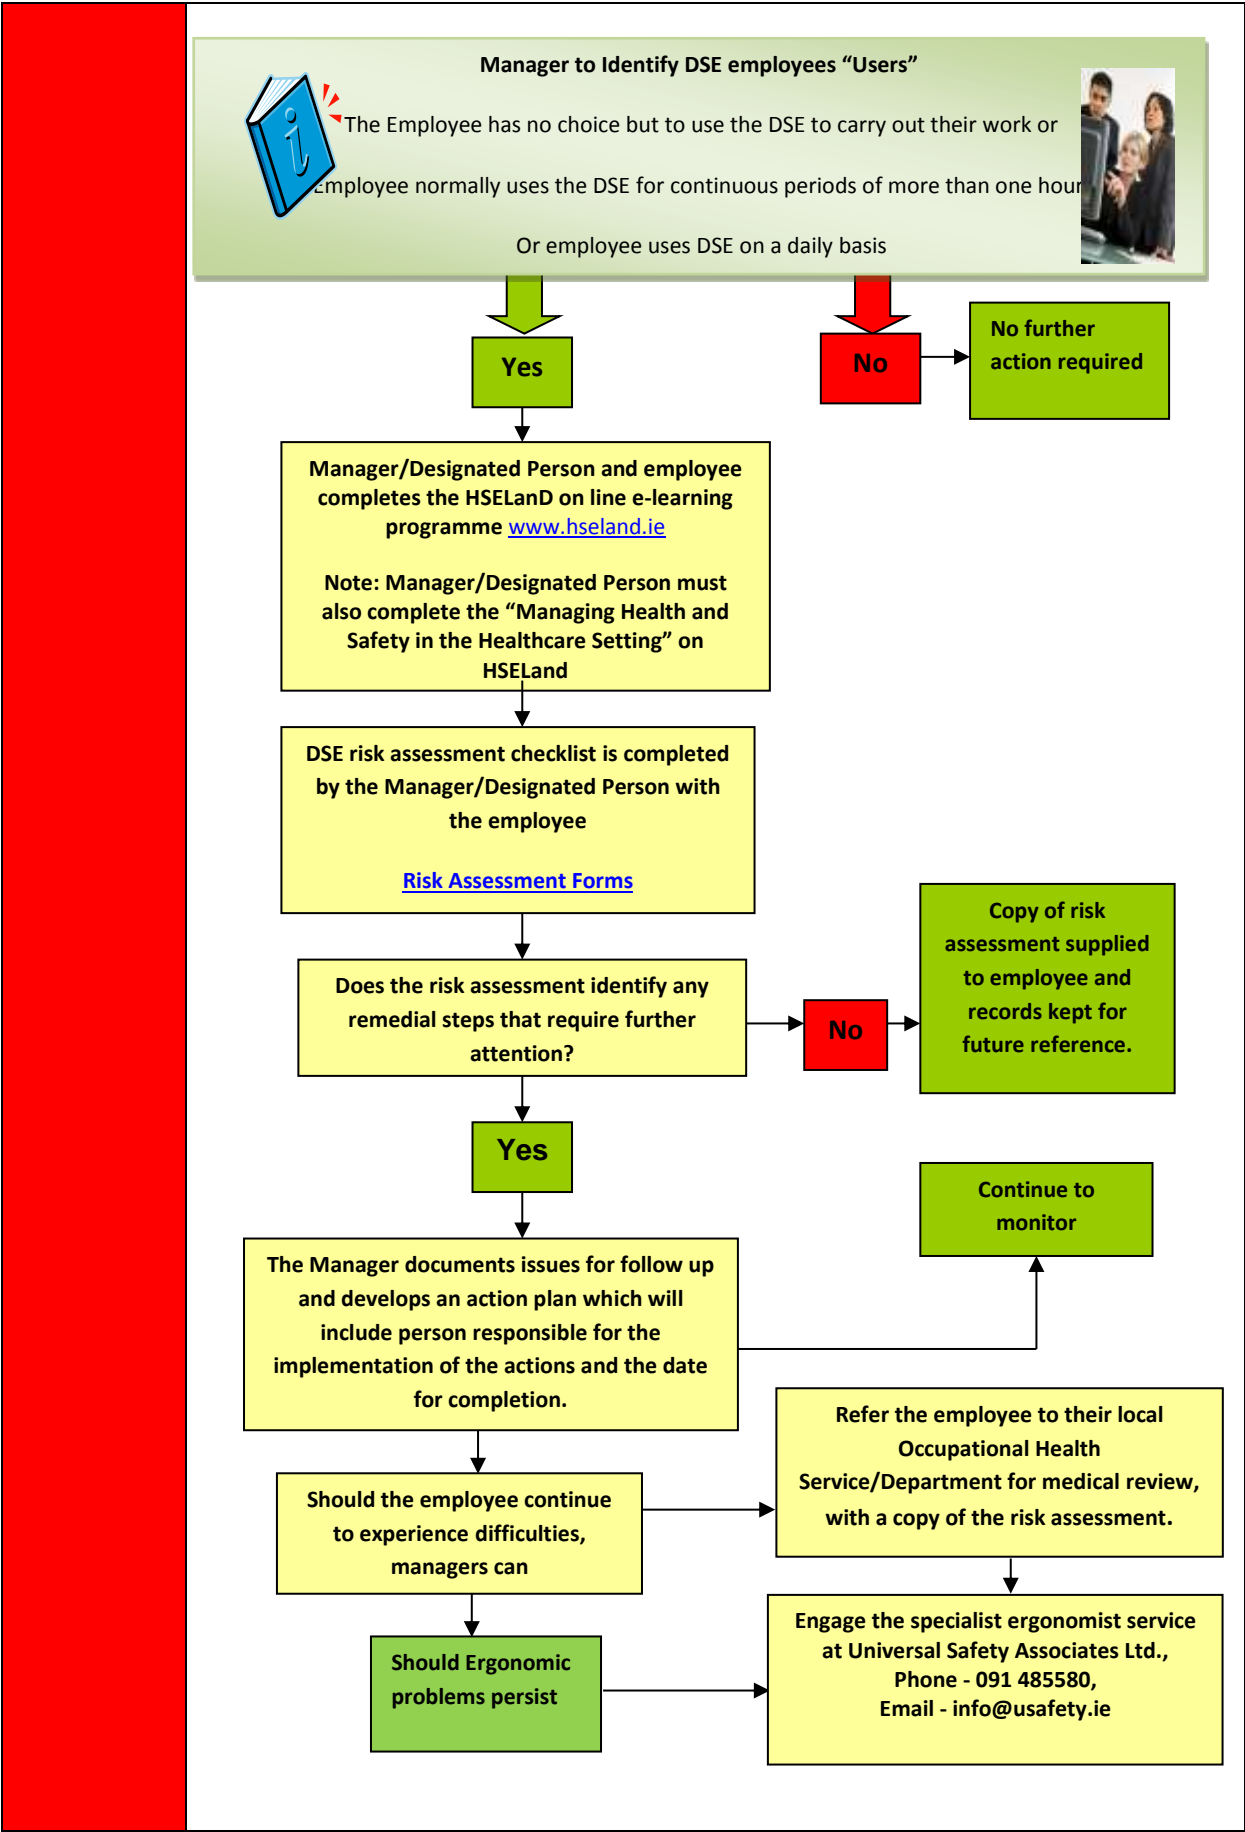 Manager to Identify DSE employees “Users”
The Employee has no choice but to use the DSE to carry out their work or
Employee normally uses the DSE for continuous periods of more than one hour
Or employee uses DSE on a daily basis
Yes
No
No further
action required
Manager/Designated Person and employee
completes the HSELanD on line e-learning
programme www.hseland.ie
Note: Manager/Designated Person must
also complete the “Managing Health and
Safety in the Healthcare Setting” on
HSELand
DSE risk assessment checklist is completed
by the Manager/Designated Person with
the employee
Risk Assessment Forms
Does the risk assessment identify any
remedial steps that require further
attention?
No
Copy of risk
assessment supplied
to employee and
records kept for
future reference.
Yes
Continue to
monitor
The Manager documents issues for follow up
and develops an action plan which will
include person responsible for the
implementation of the actions and the date
for completion.
Should the employee continue
to experience difficulties,
managers can
Refer the employee to their local
Occupational Health
Service/Department for medical review,
with a copy of the risk assessment.
Should Ergonomic
problems persist
Engage the specialist ergonomist service
at Universal Safety Associates Ltd.,
Phone - 091 485580,
Email - info@usafety.ie